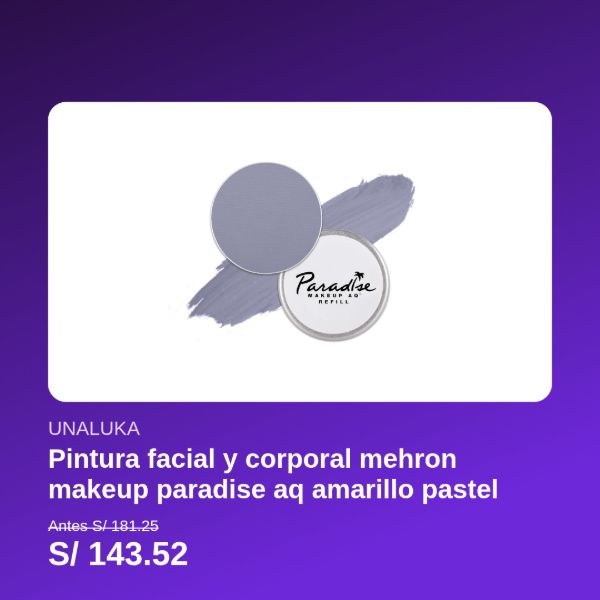 Paradise
MAKEUP AQ
REFILL
UNALUKA
Pintura facial y corporal mehron
makeup paradise aq amarillo pastel
Antes S/ 181.25
S/ 143.52